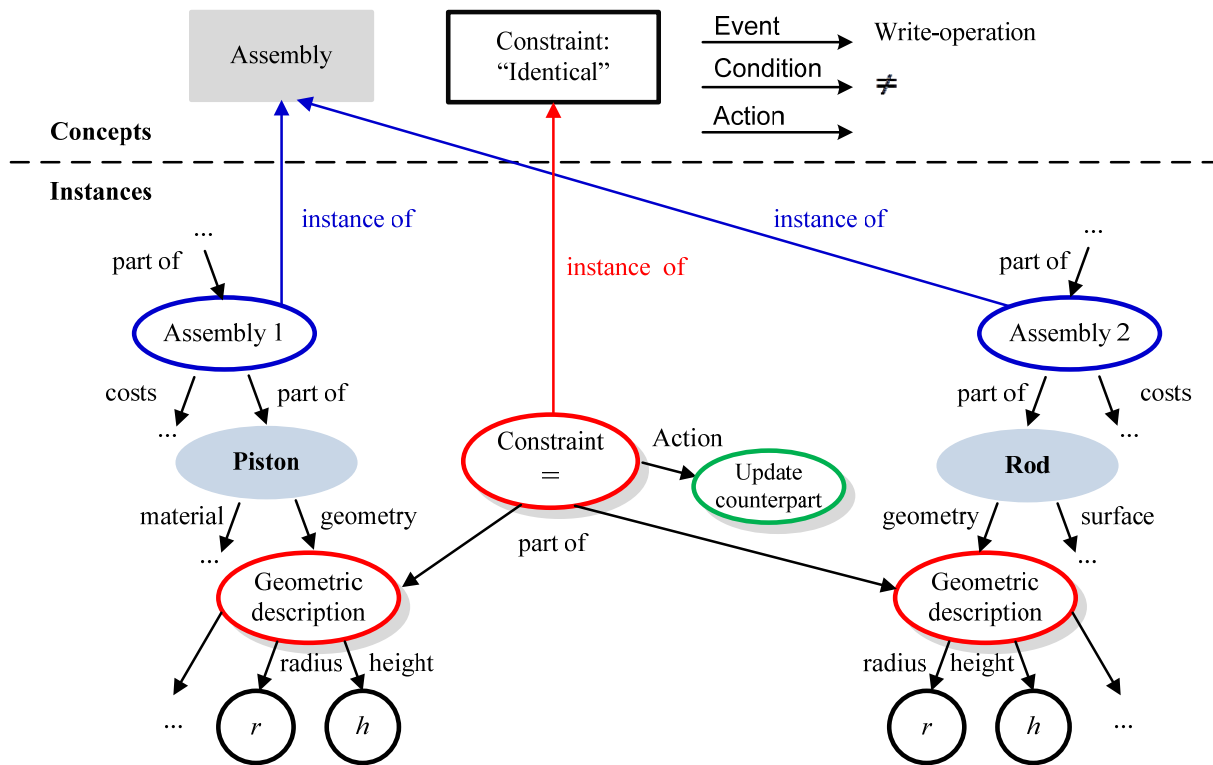 Assembly
Constraint:
“Identical”
Event
Write-operation
Condition
≠
Action
Concepts
Instances
instance of
instance of
instance of
...
part of
...
part of
Assembly 1
Assembly 2
costs
part of
part of
costs
...
...
Piston
Constraint
=
Action
Update
counterpart
Rod
material
geometry
part of
geometry
surface
...
...
Geometric
description
Geometric
description
radius
height
radius
height
...
r
h
r
h
...